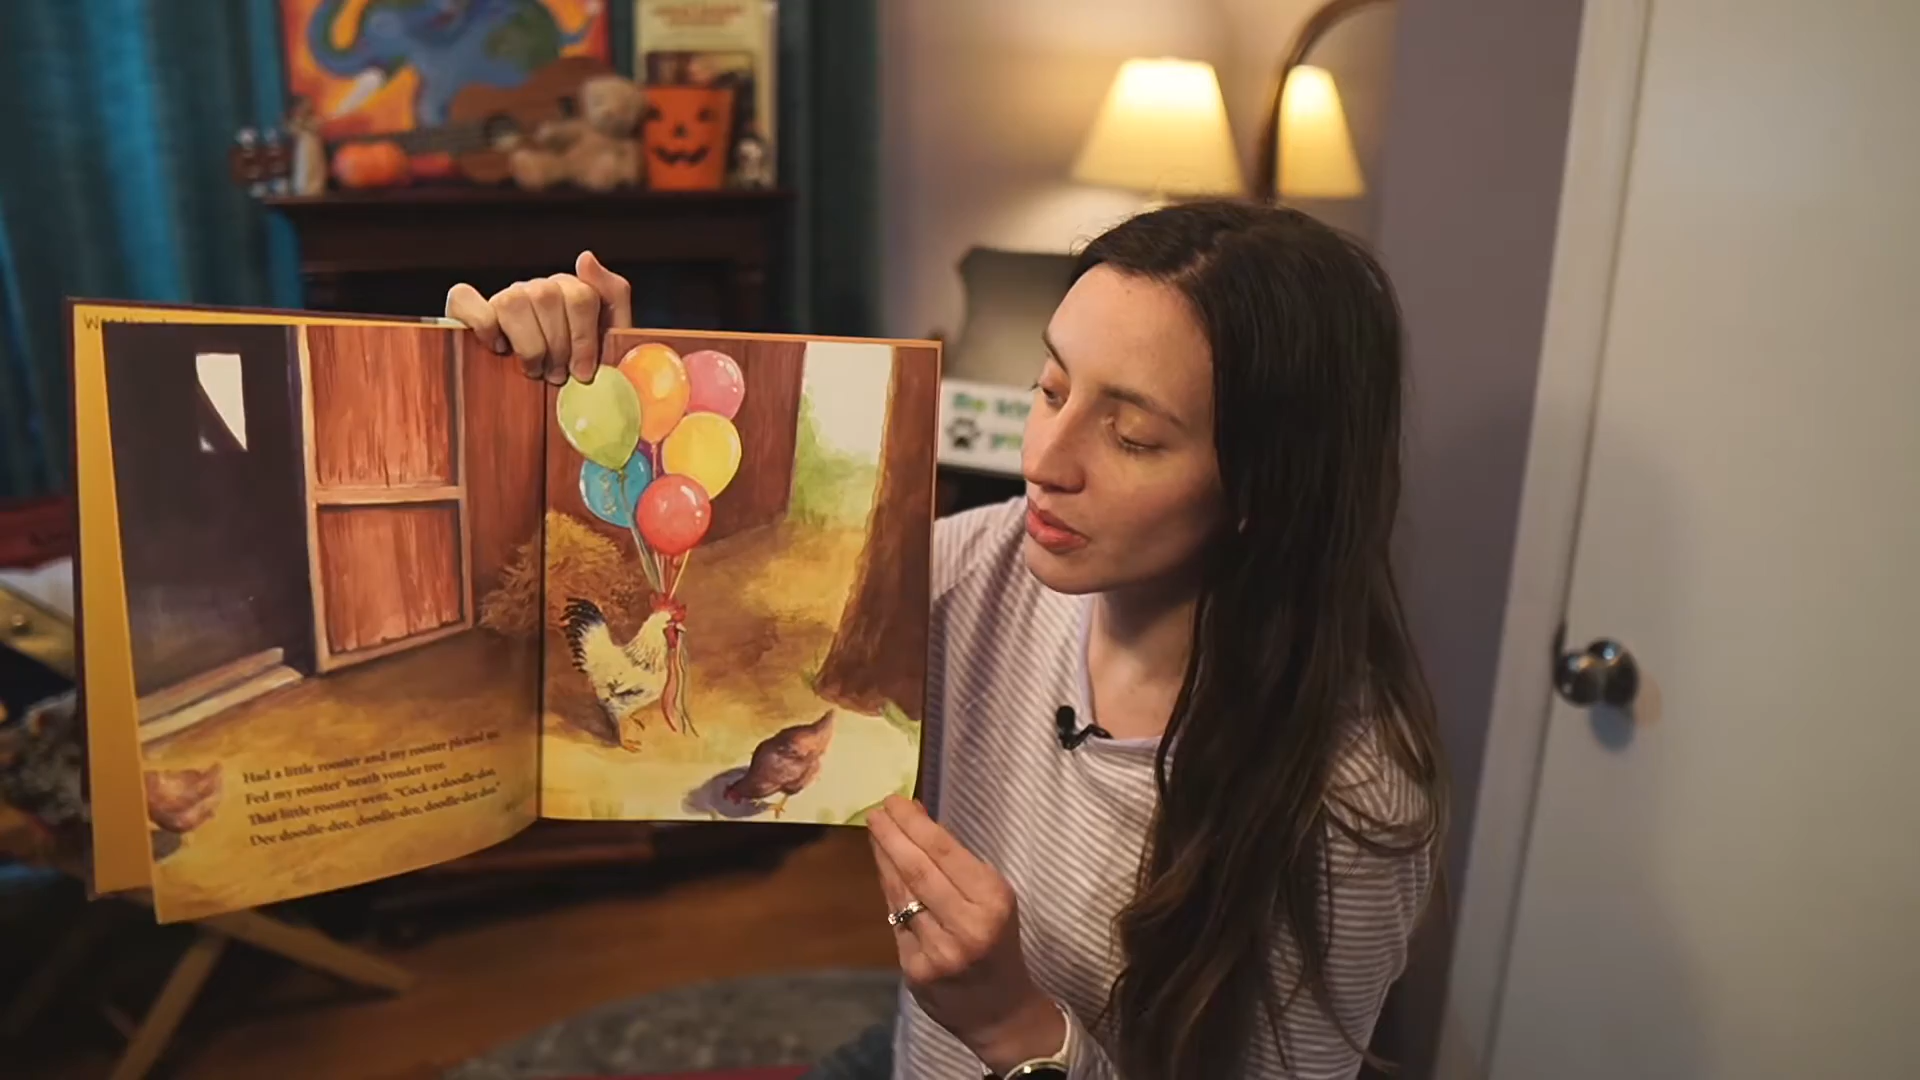 Had a little rooster and my rooster pleased me
Fed my rooster 'neath yonder tree.
That little rooster went, "Cock-a-doodle-doo,
Dee doodle-dee, doodle-dee, doodle-dee doo."